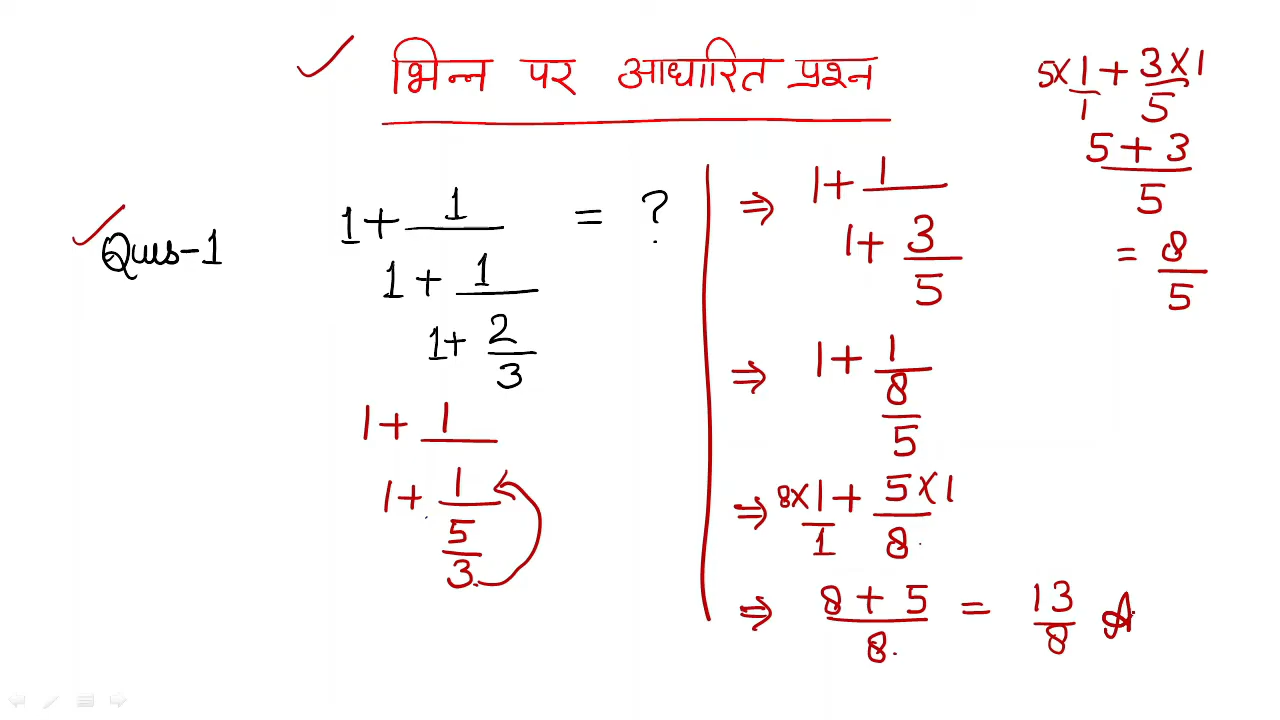 भिन्न पर आधारित प्रश्न
Ques-1
1 + 1
1 + 1
1 + 2
3
= ?
1 + 1
1 + 1
5
3
⇒ 1 + 1
1 + 3
5
⇒ 1 + 1
8
5
⇒ 8×1 + 5×1
1 8
⇒ 8 + 5 = 13 A
8 8
5×1 + 3×1
1 5
5 + 3
5
= 8
5